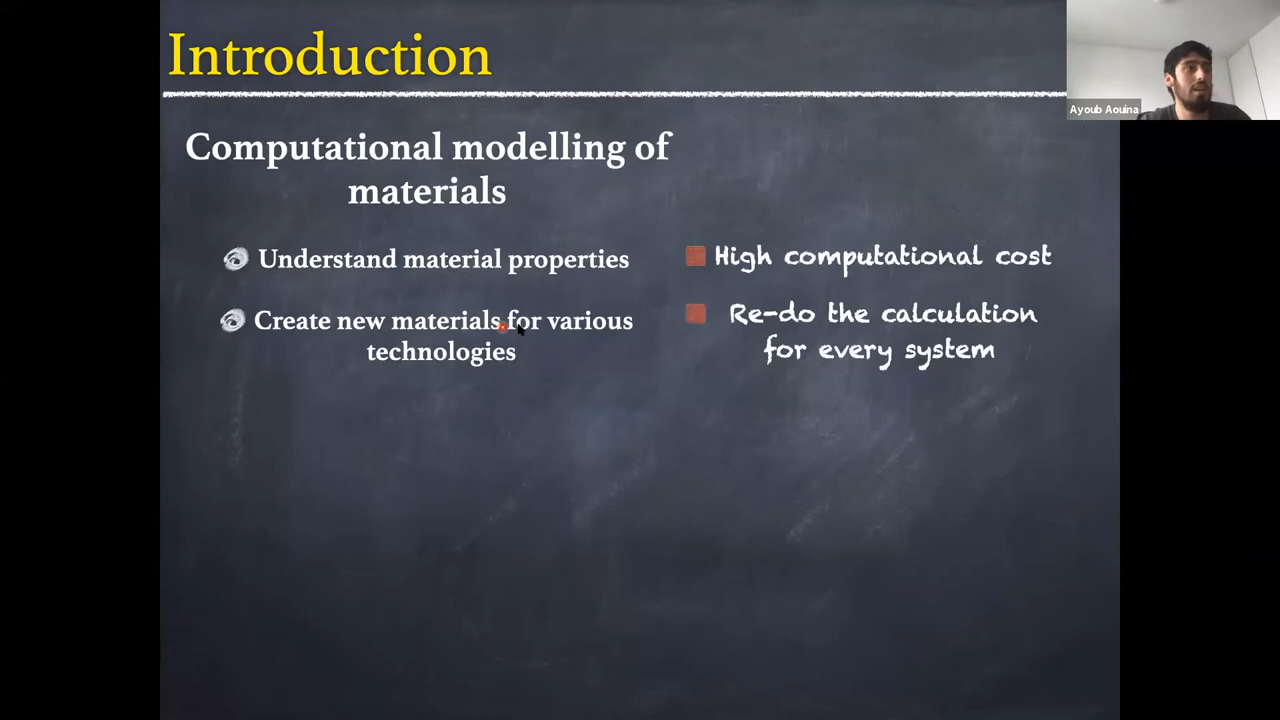 Introduction
Ayoub Aouina
Computational modelling of
materials
Understand material properties
Create new materials for various
technologies
High computational cost
Re-do the calculation
for every system